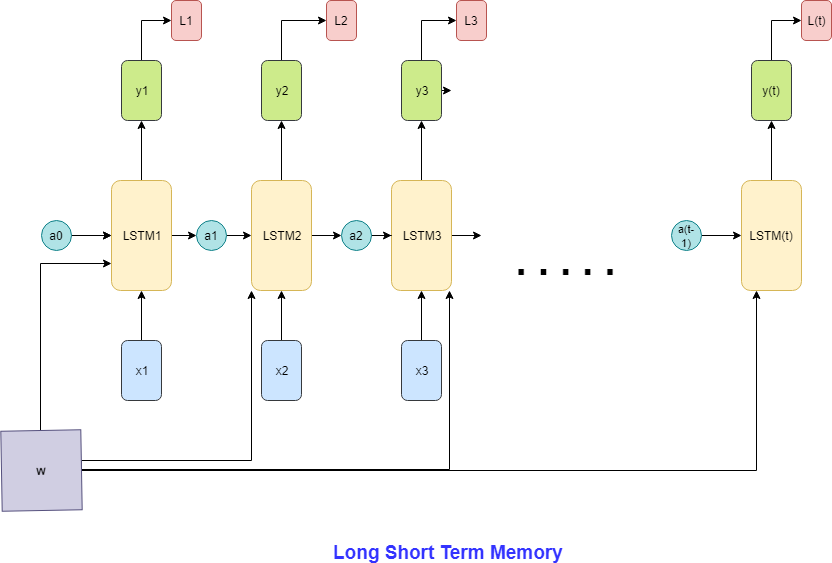 L1
L2
L3
L(t)
y1
y2
y3
y(t)
a0
LSTM1
a1
LSTM2
a2
LSTM3
a(t-
1)
LSTM(t)
. . . . .
x1
x2
x3
w
Long Short Term Memory